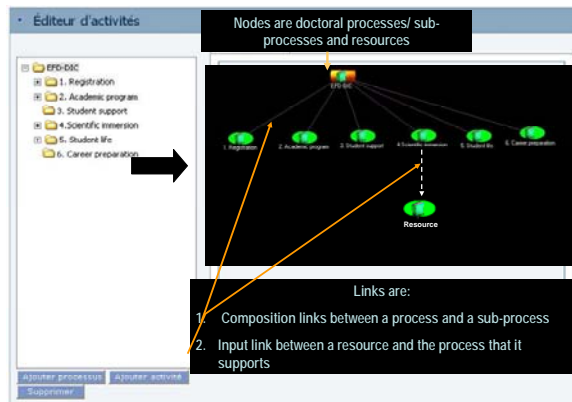 · Éditeur d'activités
Nodes are doctoral processes/ sub-
processes and resources
EFD-DIC
1. Registration
2. Academic program
3. Student support
4.Scientific immersion
5. Student life
6. Career preparation
EFD-DIC
1. Registration
2. Academic program
3. Student support
4.Scientific immersion
5. Student life
6. Career preparation
Resource
Links are:
1. Composition links between a process and a sub-process
2. Input link between a resource and the process that it
supports
Ajouter processus
Ajouter activité
Supprimer